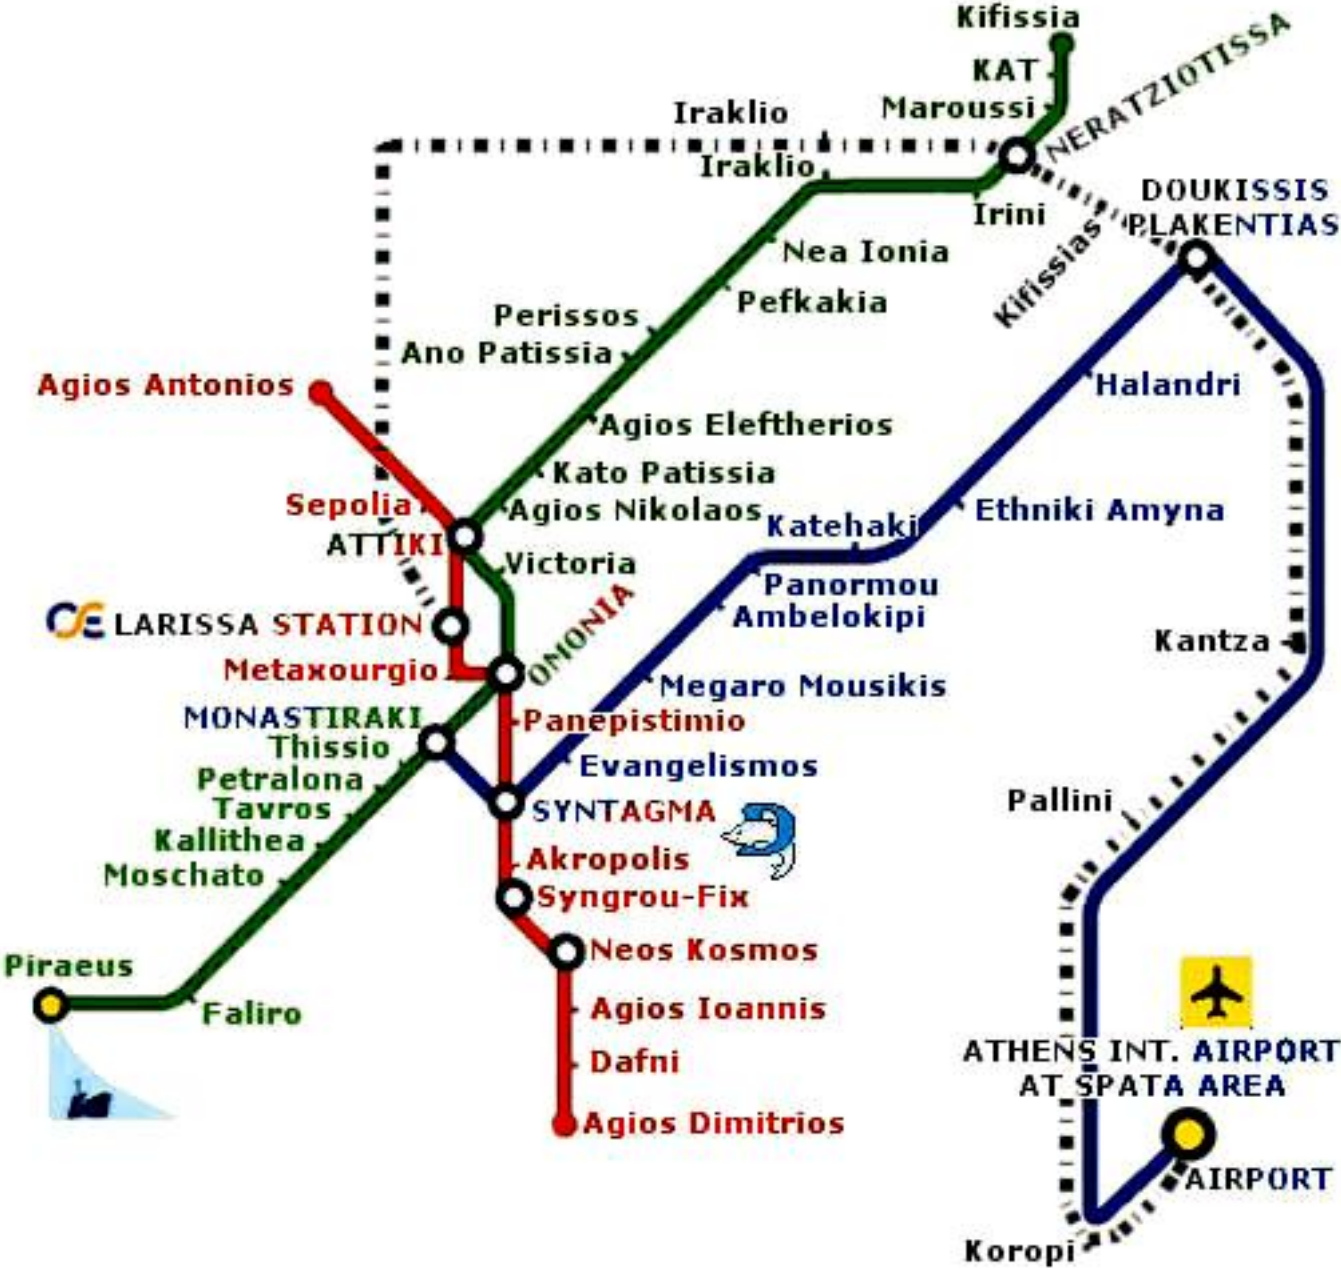 Kifissia
KAT
NERATZIOTISSA
Maroussi
Iraklio
Iraklio
DOUKISSIS
PLAKENTIAS
Irini
Kifissias
Nea Ionia
Pefkakia
Perissos
Ano Patissia
Agios Antonios
Halandri
Agios Eleftherios
Kato Patissia
Sepolia
Agios Nikolaos
Ethniki Amyna
Katehaki
ATTIKI
Victoria
Panormou
Ambelokipi
OMONIA
LARISSA STATION
Kantza
Metaxourgio
Megaro Mousikis
MONASTIRAKI
Panepistimio
Thissio
Evangelismos
Petralona
Tavros
SYNTAGMA
Pallini
Kallithea
Akropolis
Moschato
Syngrou-Fix
Neos Kosmos
Piraeus
Faliro
Agios Ioannis
ATHENS INT. AIRPORT
AT SPATA AREA
Dafni
Agios Dimitrios
AIRPORT
Koropi